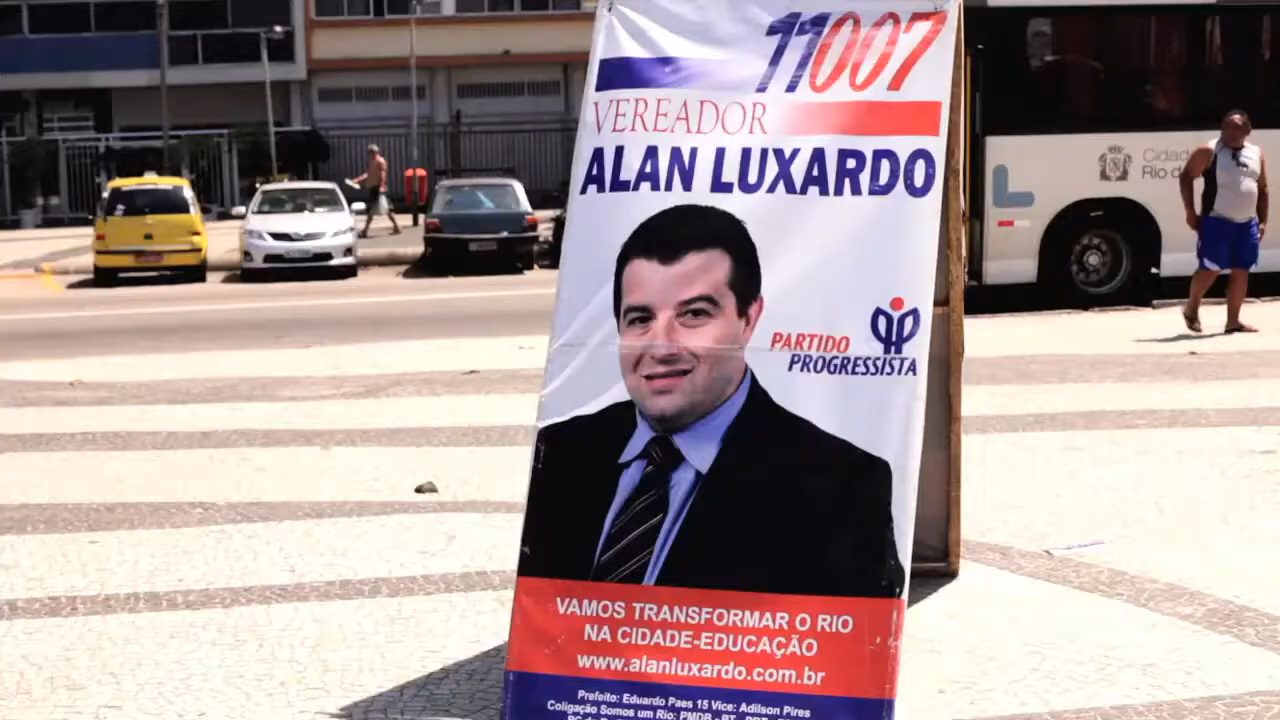 11007
VEREADOR
ALAN LUXARDO
PARTIDO
PROGRESSISTA
VAMOS TRANSFORMAR O RIO
NA CIDADE-EDUCAÇÃO
www.alanluxardo.com.br
Prefeito: Eduardo Paes 15 Vice: Adilson Pires
Coligação Somos um Rio: PMDB - PT -
Cidade
Rio